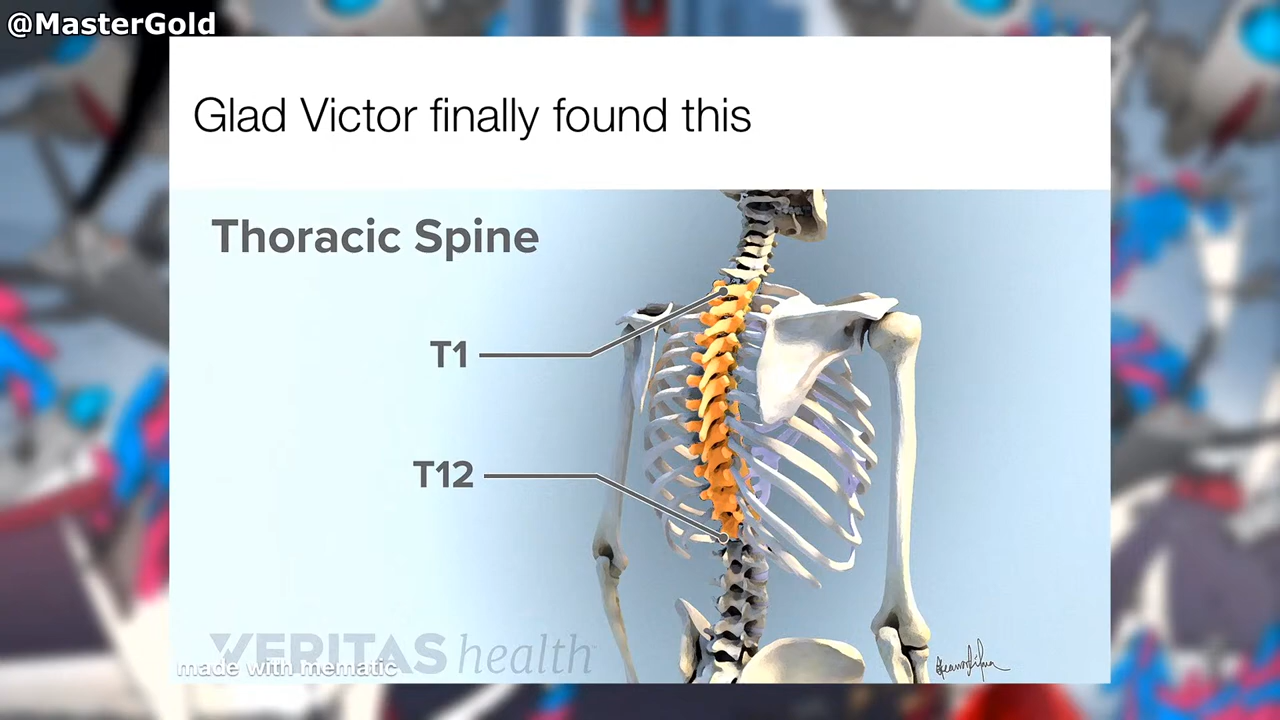 @MasterGold
Glad Victor finally found this
Thoracic Spine
T1
T12
VERITAS health
made with mematic